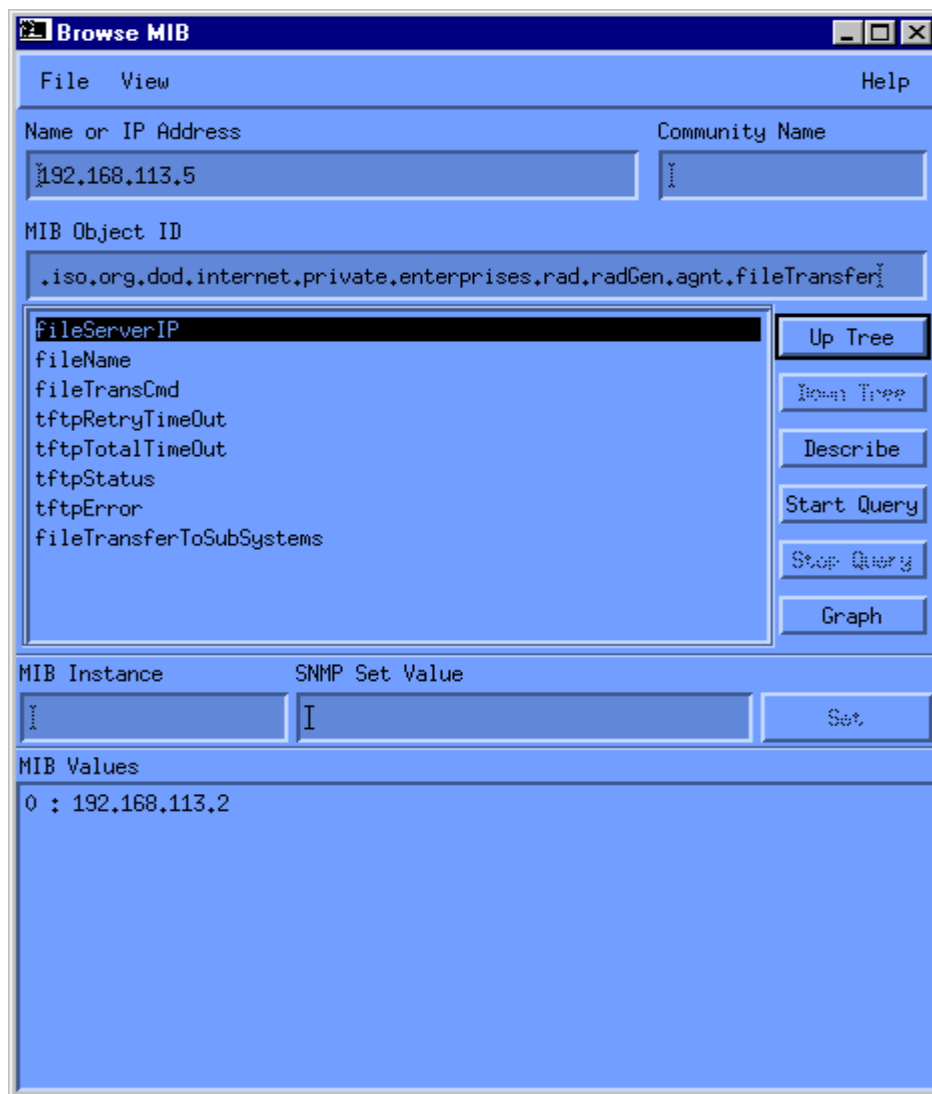 Browse MIB
File View Help
Name or IP Address Community Name
192.168.113.5
MIB Object ID
.iso.org.dod.internet.private.enterprises.rad.radGen.agnt.fileTransfer
fileServerIP
Up Tree
fileName
fileTransCmd
Down Tree
tftpRetryTimeOut
tftpTotalTimeOut
Describe
tftpStatus
tftpError
Start Query
fileTransferToSubSystems
Stop Query
Graph
MIB Instance SNMP Set Value
Set
MIB Values
0 : 192.168.113.2